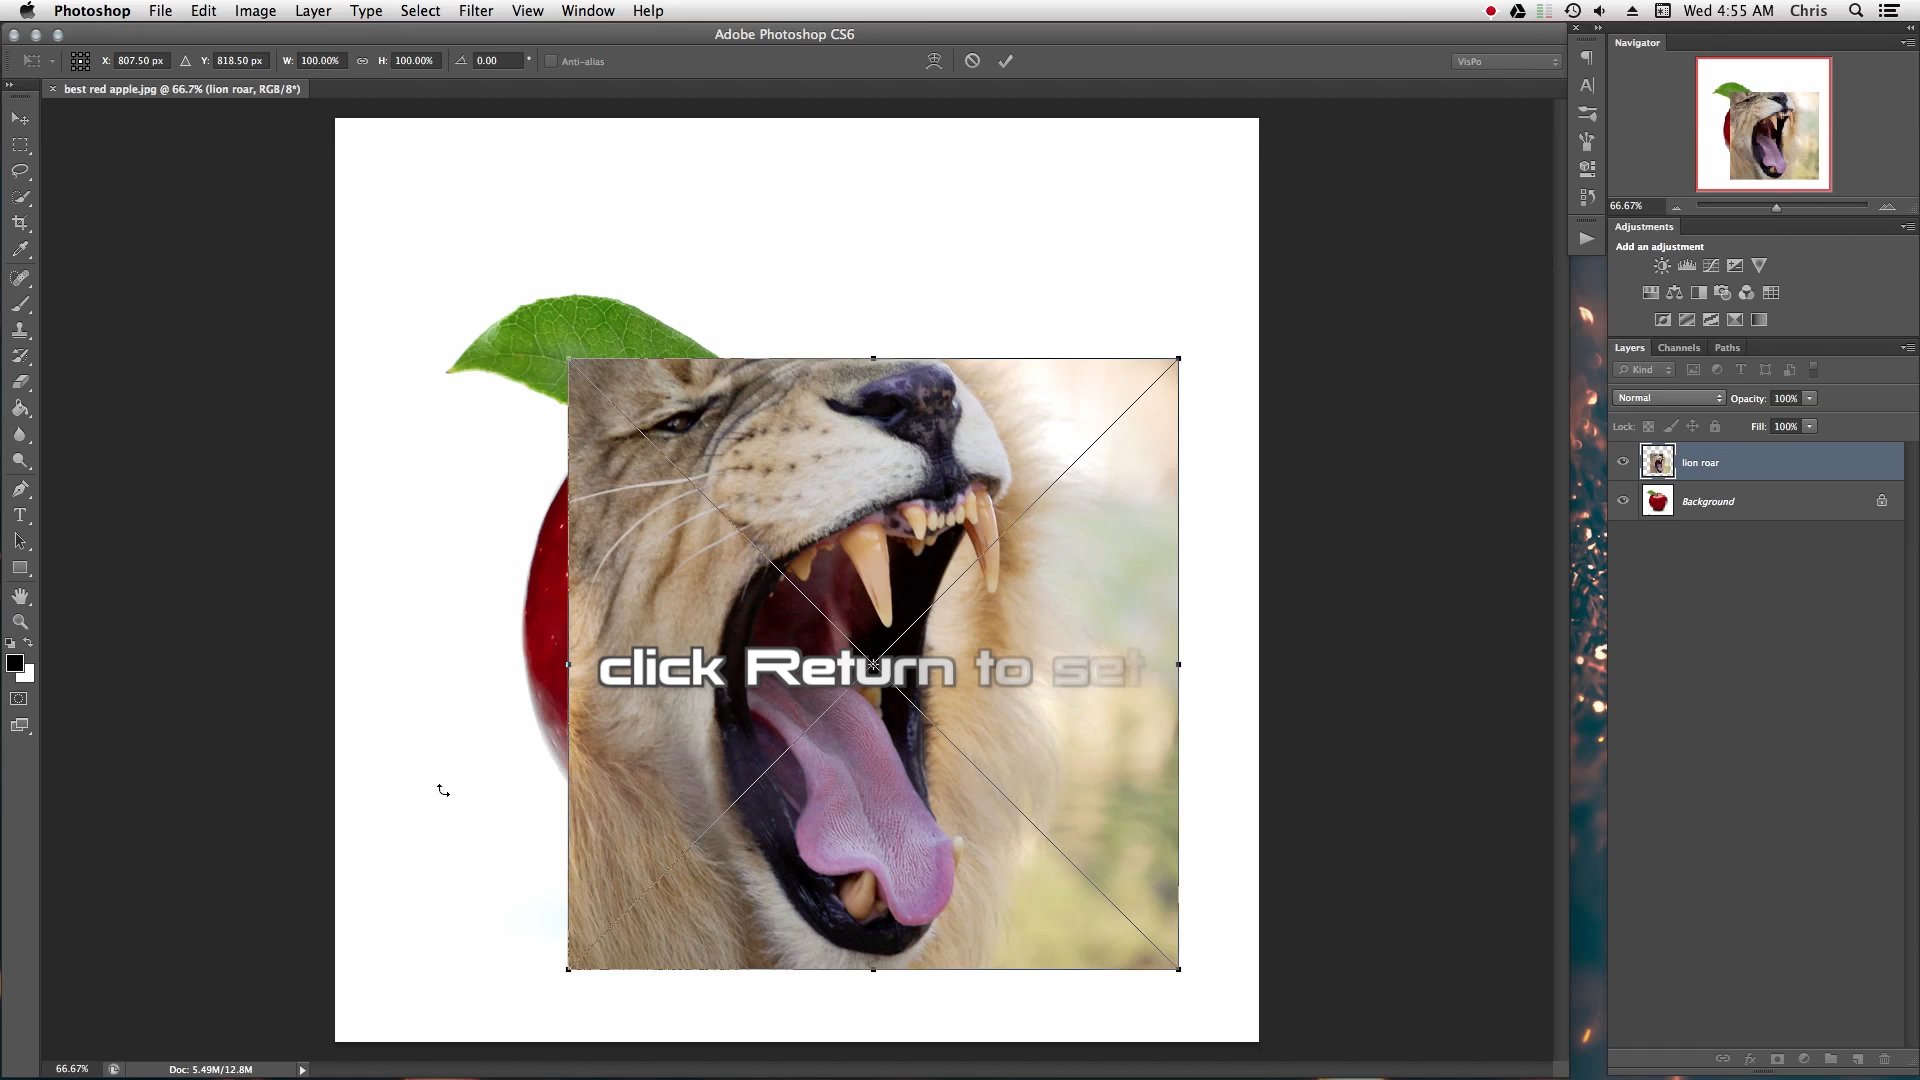 Photoshop File Edit Image Layer Type Select Filter View Window Help Wed 4:55 AM Chris
Adobe Photoshop CS6
X: 807.50 px Y: 818.50 px W: 100.00% H: 100.00% 0.00 ° Anti-alias VisPo
× best red apple.jpg @ 66.7% (lion roar, RGB/8*)
Navigator
66.67%
Adjustments
Add an adjustment
Layers Channels Paths
Kind
Normal Opacity: 100%
Lock: Fill: 100%
lion roar
Background
click Return to set
66.67% Doc: 5.49M/12.8M